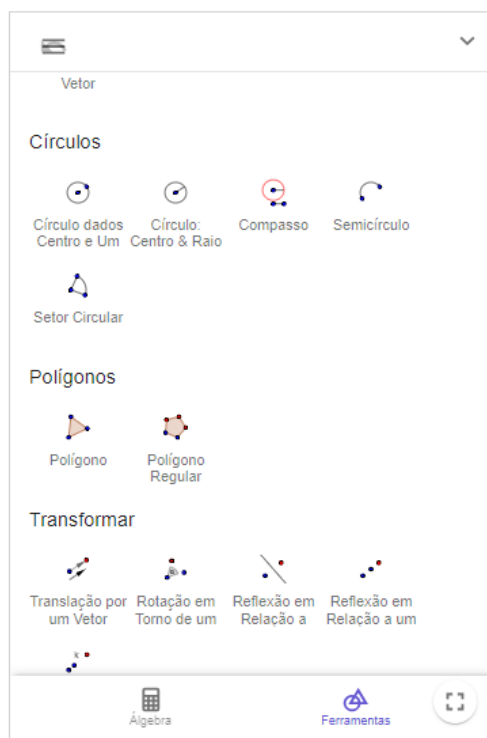 Vetor
Círculos
Círculo dados
Centro e Um
Círculo:
Centro & Raio
Compasso
Semicírculo
Setor Circular
Polígonos
Polígono
Polígono
Regular
Transformar
Translação por
um Vetor
Rotação em
Torno de um
Reflexão em
Relação a
Reflexão em
Relação a um
k
Álgebra
Ferramentas